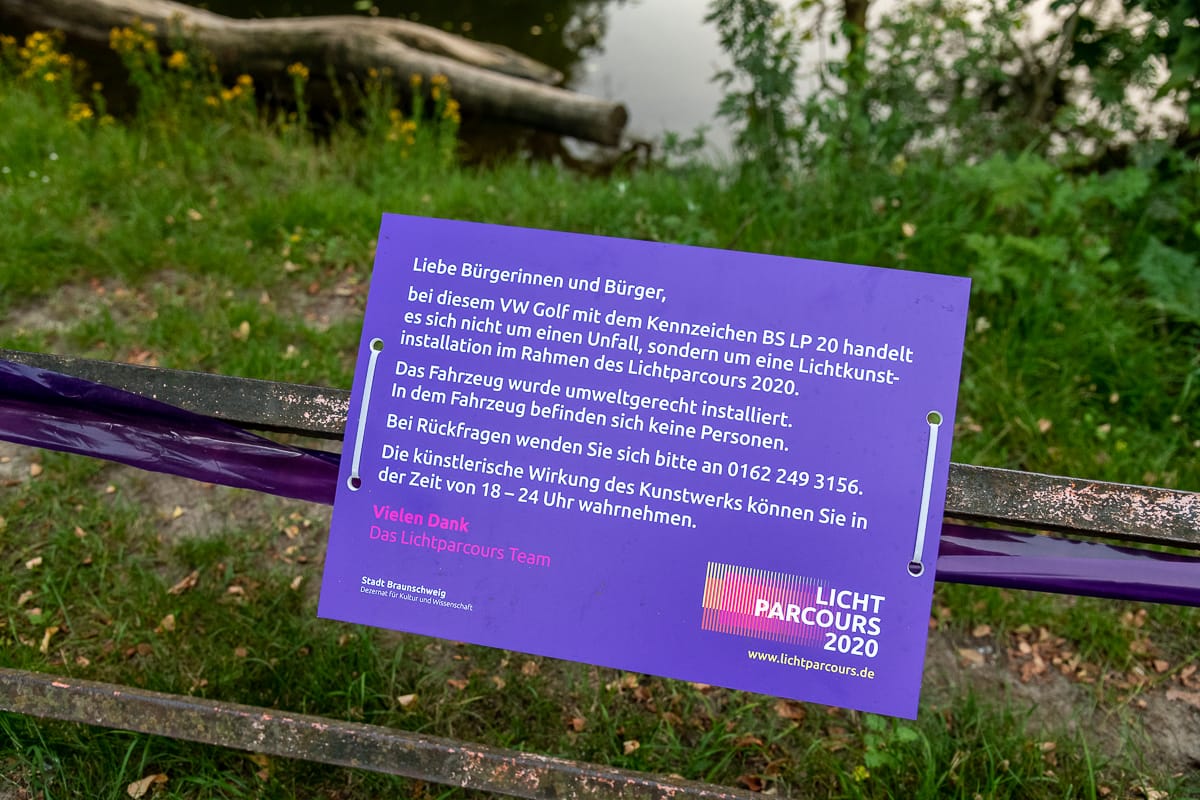 Liebe Bürgerinnen und Bürger,
bei diesem VW Golf mit dem Kennzeichen BS LP 20 handelt
es sich nicht um einen Unfall, sondern um eine Lichtkunst-
installation im Rahmen des Lichtparcours 2020.
Das Fahrzeug wurde umweltgerecht installiert.
In dem Fahrzeug befinden sich keine Personen.
Bei Rückfragen wenden Sie sich bitte an 0162 249 3156.
Die künstlerische Wirkung des Kunstwerks können Sie in
der Zeit von 18 – 24 Uhr wahrnehmen.
Vielen Dank
Das Lichtparcours Team
Stadt Braunschweig
Dezernat für Kultur und Wissenschaft
LICHT
PARCOURS
2020
www.lichtparcours.de